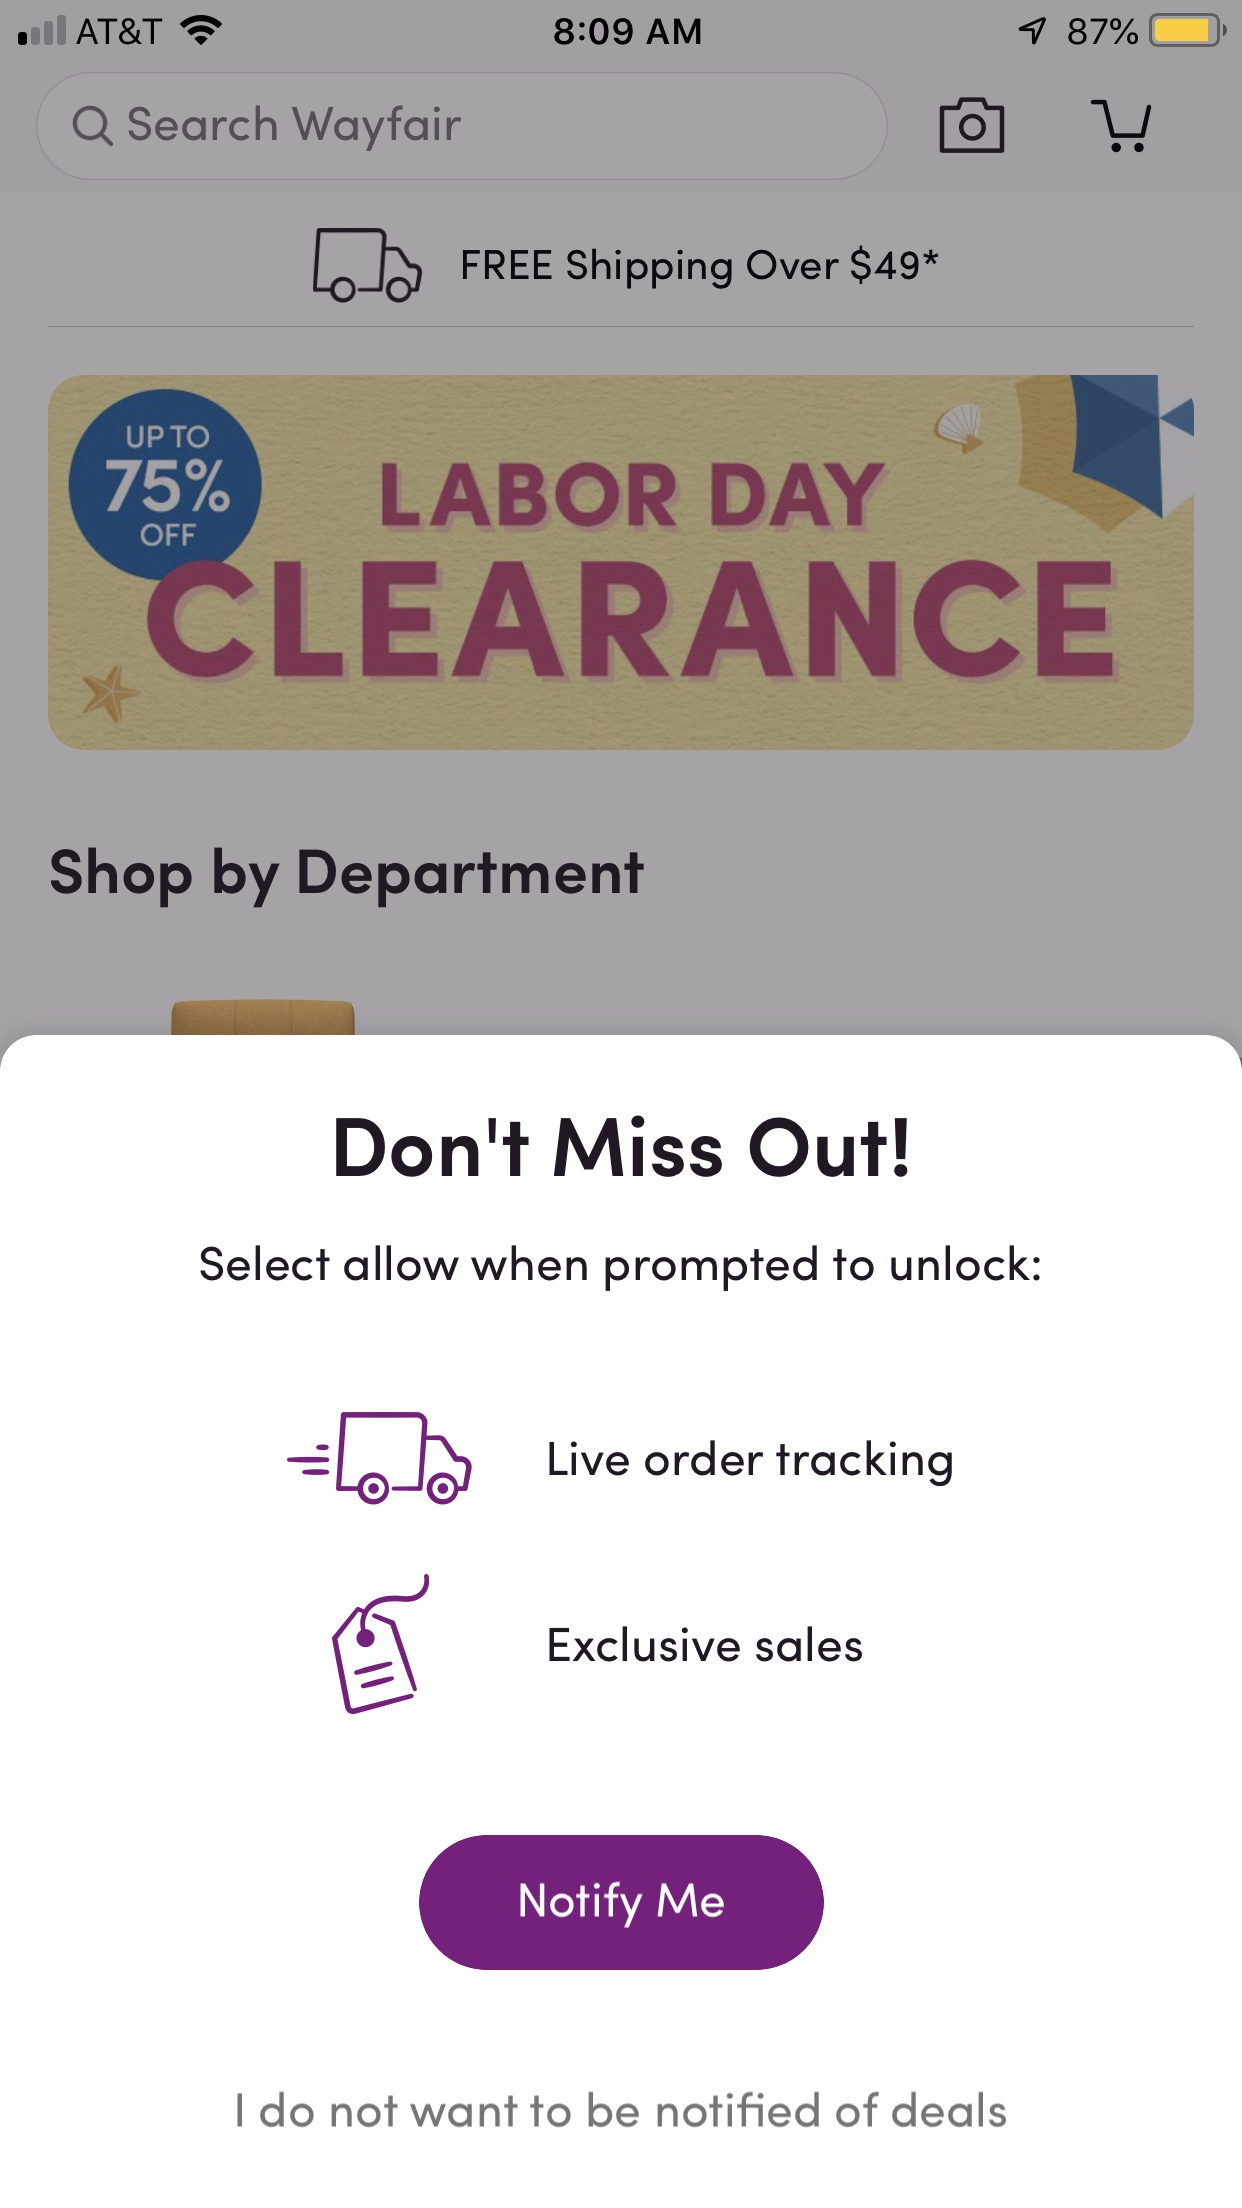 AT&T 8:09 AM 87%
Search Wayfair
FREE Shipping Over $49*
UP TO
75%
OFF
LABOR DAY
CLEARANCE
Shop by Department
Don't Miss Out!
Select allow when prompted to unlock:
Live order tracking
Exclusive sales
Notify Me
I do not want to be notified of deals